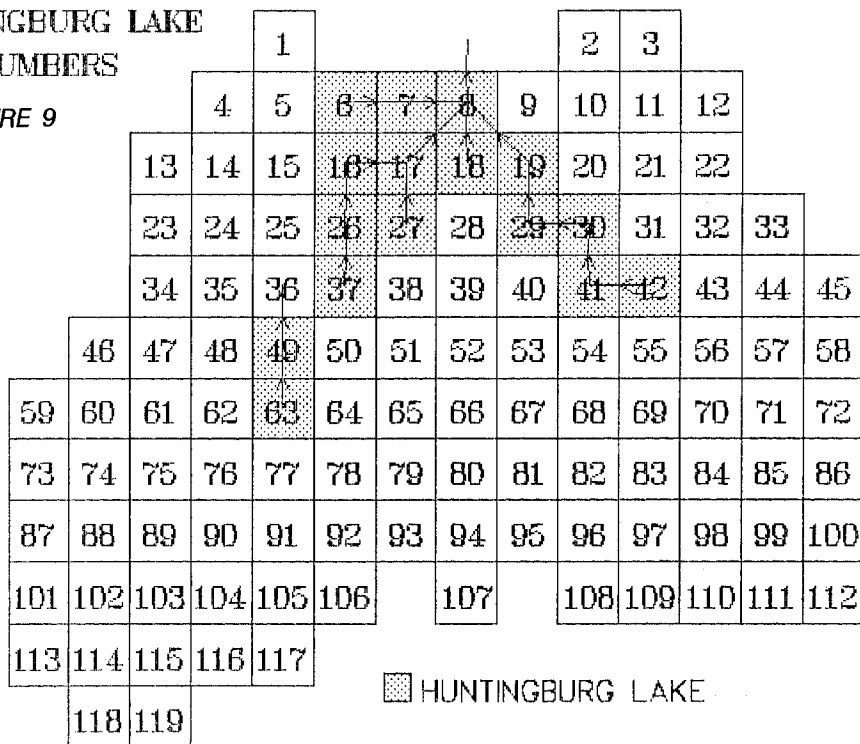 NGBURG LAKE
UMBERS
RE 9
1 2 3
4 5 6 7 8 9 10 11 12
13 14 15 16 17 18 19 20 21 22
23 24 25 26 27 28 29 30 31 32 33
34 35 36 37 38 39 40 41 42 43 44 45
46 47 48 49 50 51 52 53 54 55 56 57 58
59 60 61 62 63 64 65 66 67 68 69 70 71 72
73 74 75 76 77 78 79 80 81 82 83 84 85 86
87 88 89 90 91 92 93 94 95 96 97 98 99 100
101 102 103 104 105 106 107 108 109 110 111 112
113 114 115 116 117
HUNTINGBURG LAKE
118 119